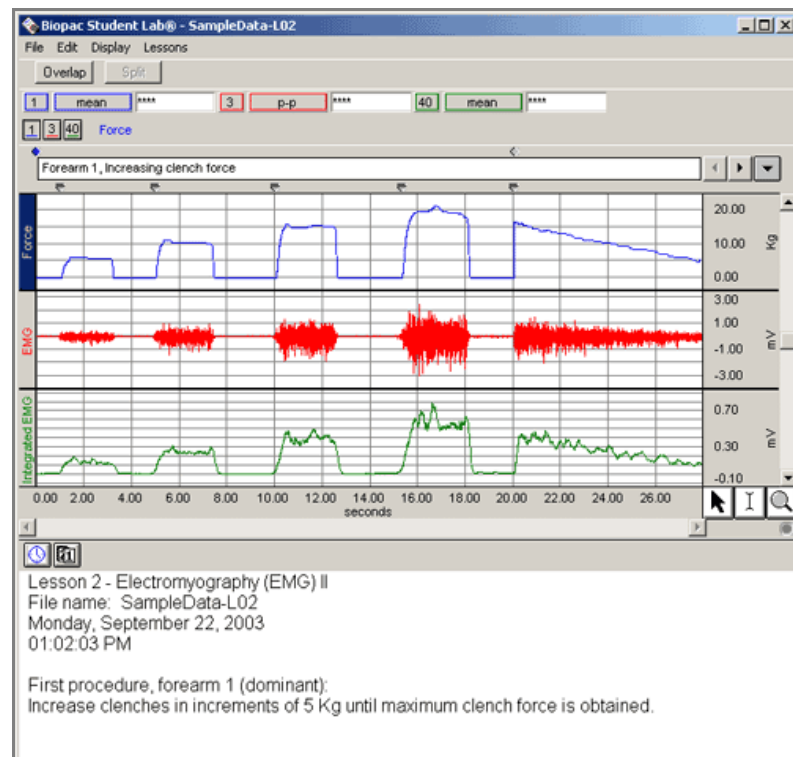 Biopac Student Lab® - SampleData-L02
File Edit Display Lessons
Overlap Split
1 mean **** 3 p-p **** 40 mean ****
1 3 40 Force
Forearm 1, Increasing clench force
Force
20.00
10.00
0.00
Kg
EMG
3.00
1.00
-1.00
-3.00
mV
Integrated EMG
0.70
0.30
-0.10
mV
0.00 2.00 4.00 6.00 8.00 10.00 12.00 14.00 16.00 18.00 20.00 22.00 24.00 26.00
seconds
Lesson 2 - Electromyography (EMG) II
File name: SampleData-L02
Monday, September 22, 2003
01:02:03 PM
First procedure, forearm 1 (dominant):
Increase clenches in increments of 5 Kg until maximum clench force is obtained.